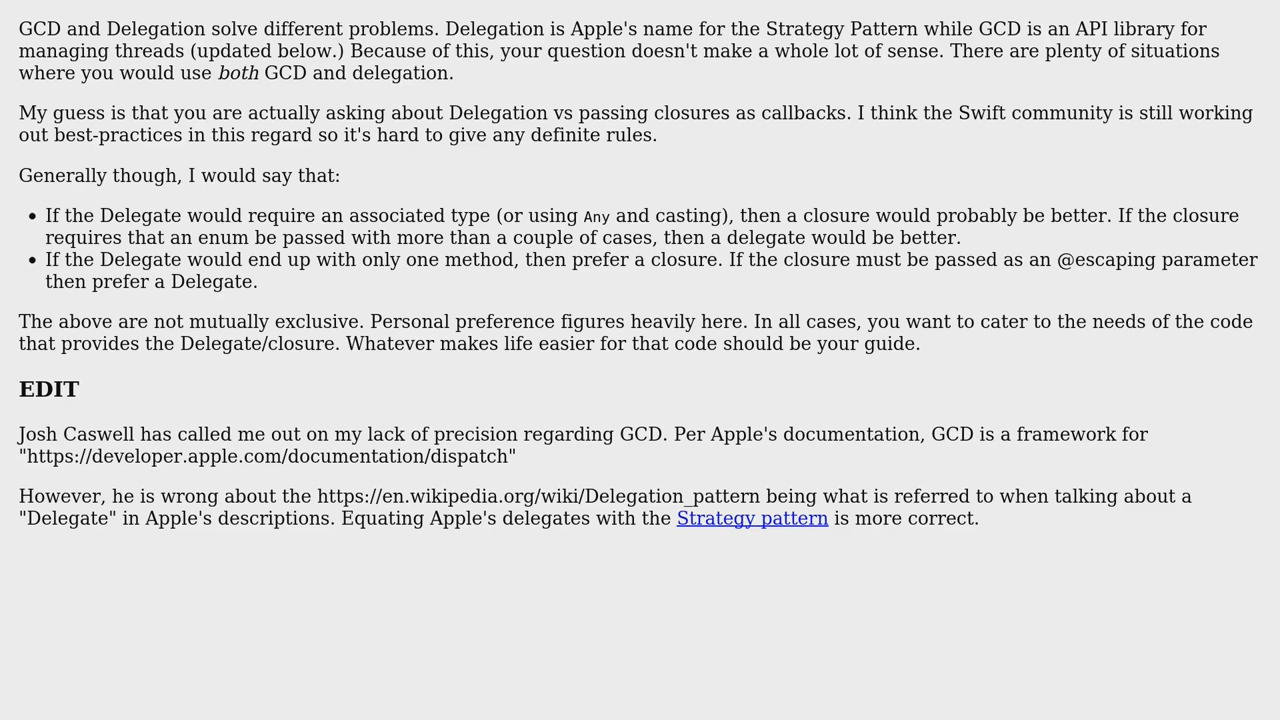 GCD and Delegation solve different problems. Delegation is Apple's name for the Strategy Pattern while GCD is an API library for
managing threads (updated below.) Because of this, your question doesn't make a whole lot of sense. There are plenty of situations
where you would use both GCD and delegation.
My guess is that you are actually asking about Delegation vs passing closures as callbacks. I think the Swift community is still working
out best-practices in this regard so it's hard to give any definite rules.
Generally though, I would say that:
• If the Delegate would require an associated type (or using Any and casting), then a closure would probably be better. If the closure
requires that an enum be passed with more than a couple of cases, then a delegate would be better.
• If the Delegate would end up with only one method, then prefer a closure. If the closure must be passed as an @escaping parameter
then prefer a Delegate.
The above are not mutually exclusive. Personal preference figures heavily here. In all cases, you want to cater to the needs of the code
that provides the Delegate/closure. Whatever makes life easier for that code should be your guide.
EDIT
Josh Caswell has called me out on my lack of precision regarding GCD. Per Apple's documentation, GCD is a framework for
"https://developer.apple.com/documentation/dispatch"
However, he is wrong about the https://en.wikipedia.org/wiki/Delegation_pattern being what is referred to when talking about a
"Delegate" in Apple's descriptions. Equating Apple's delegates with the Strategy pattern is more correct.